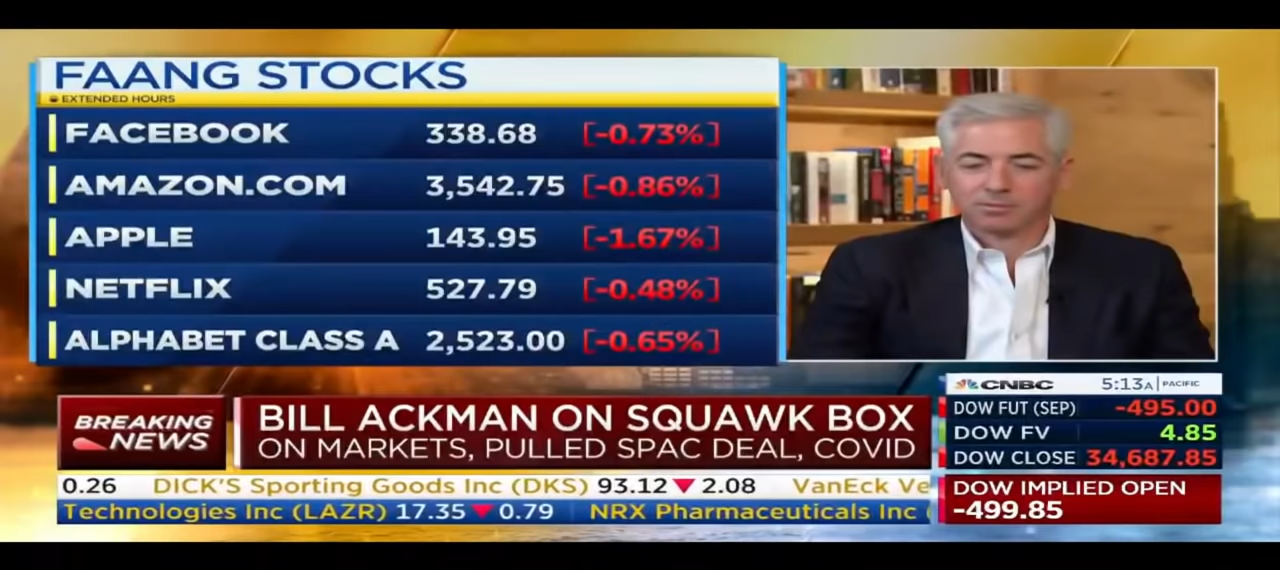 FAANG STOCKS
EXTENDED HOURS
FACEBOOK 338.68 [-0.73%]
AMAZON.COM 3,542.75 [-0.86%]
APPLE 143.95 [-1.67%]
NETFLIX 527.79 [-0.48%]
ALPHABET CLASS A 2,523.00 [-0.65%]
BREAKING NEWS
BILL ACKMAN ON SQUAWK BOX
ON MARKETS, PULLED SPAC DEAL, COVID
CNBC 5:13A | PACIFIC
DOW FUT (SEP) -495.00
DOW FV 4.85
DOW CLOSE 34,687.85
DOW IMPLIED OPEN
-499.85
0.26 DICK'S Sporting Goods Inc (DKS) 93.12 ▼ 2.08 VanEck Ve
Technologies Inc (LAZR) 17.35 ▼ 0.79 NRX Pharmaceuticals Inc (